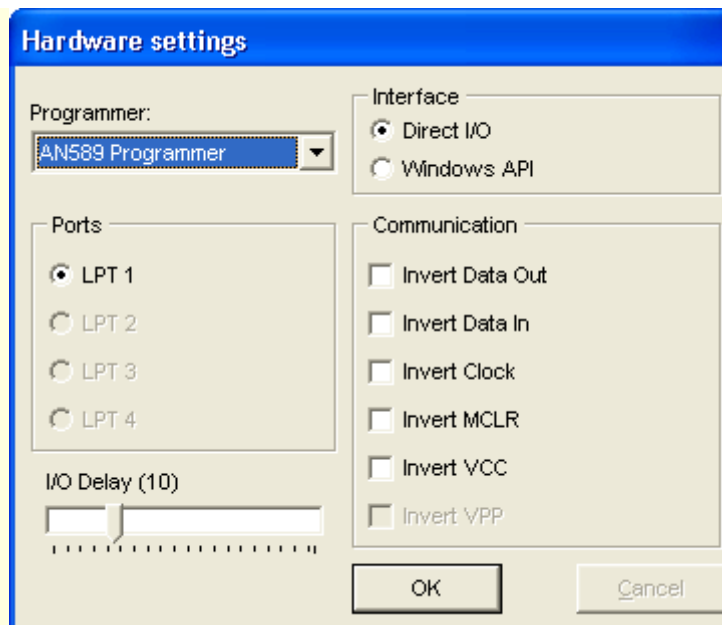 Hardware settings
Programmer:
AN589 Programmer
Interface
Direct I/O
Windows API
Ports
LPT 1
LPT 2
LPT 3
LPT 4
I/O Delay (10)
Communication
Invert Data Out
Invert Data In
Invert Clock
Invert MCLR
Invert VCC
Invert VPP
OK
Cancel